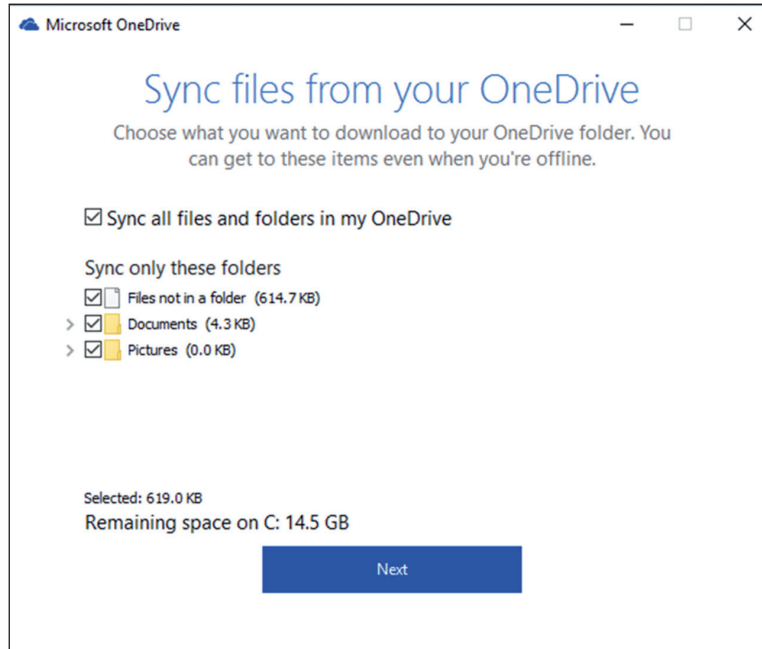 Microsoft OneDrive
Sync files from your OneDrive
Choose what you want to download to your OneDrive folder. You
can get to these items even when you're offline.
Sync all files and folders in my OneDrive
Sync only these folders
Files not in a folder (614.7 KB)
Documents (4.3 KB)
Pictures (0.0 KB)
Selected: 619.0 KB
Remaining space on C: 14.5 GB
Next